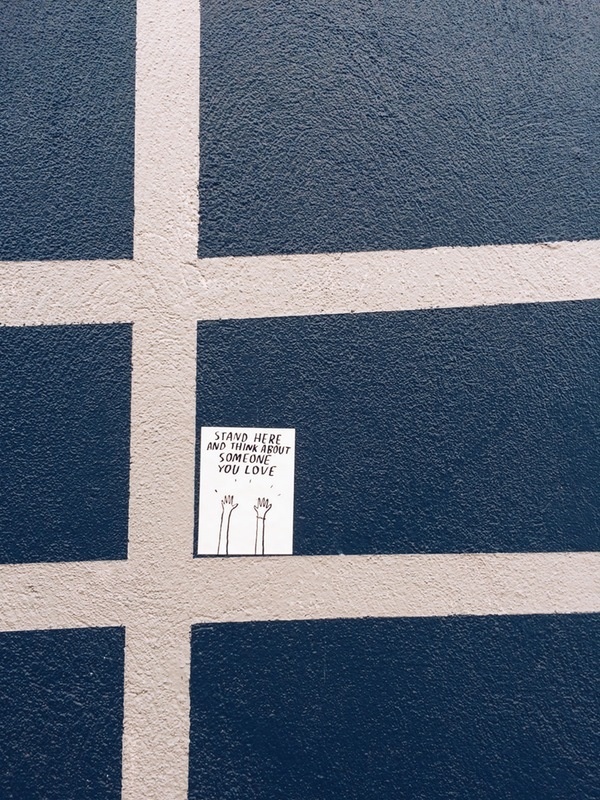 STAND HERE
AND THINK ABOUT
SOMEONE
YOU LOVE